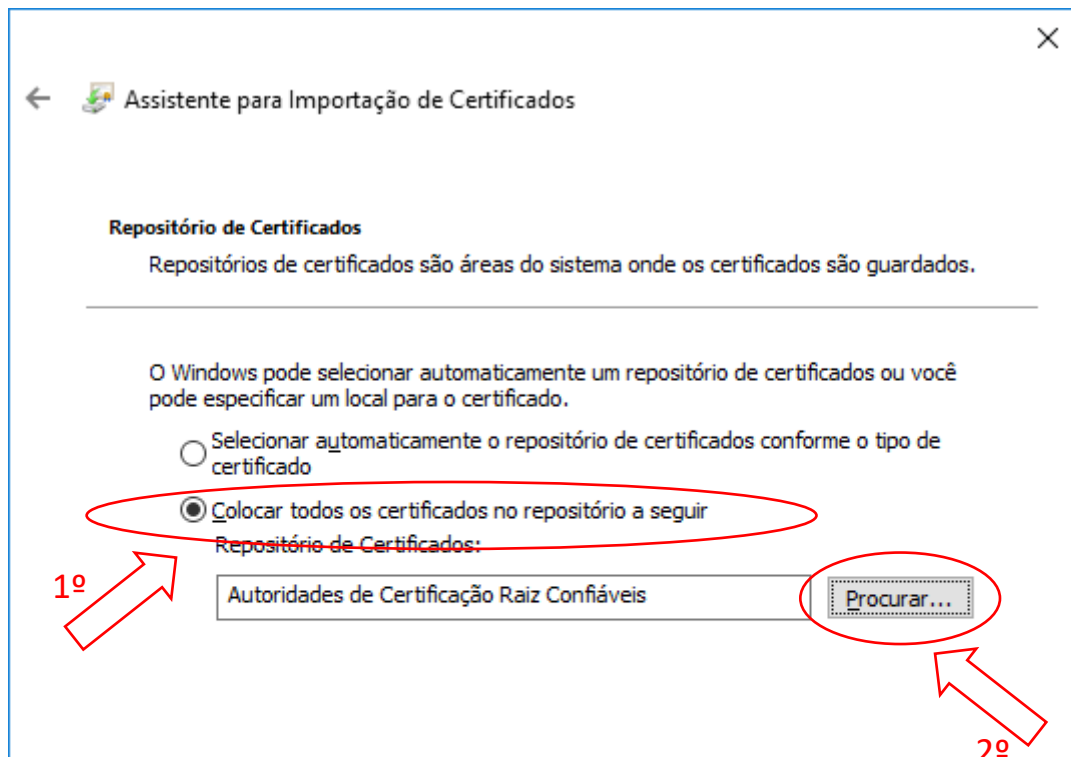 Assistente para Importação de Certificados
Repositório de Certificados
Repositórios de certificados são áreas do sistema onde os certificados são guardados.
O Windows pode selecionar automaticamente um repositório de certificados ou você
pode especificar um local para o certificado.
Selecionar automaticamente o repositório de certificados conforme o tipo de
certificado
Colocar todos os certificados no repositório a seguir
Repositório de Certificados:
1º
Autoridades de Certificação Raiz Confiáveis
Procurar...
2º